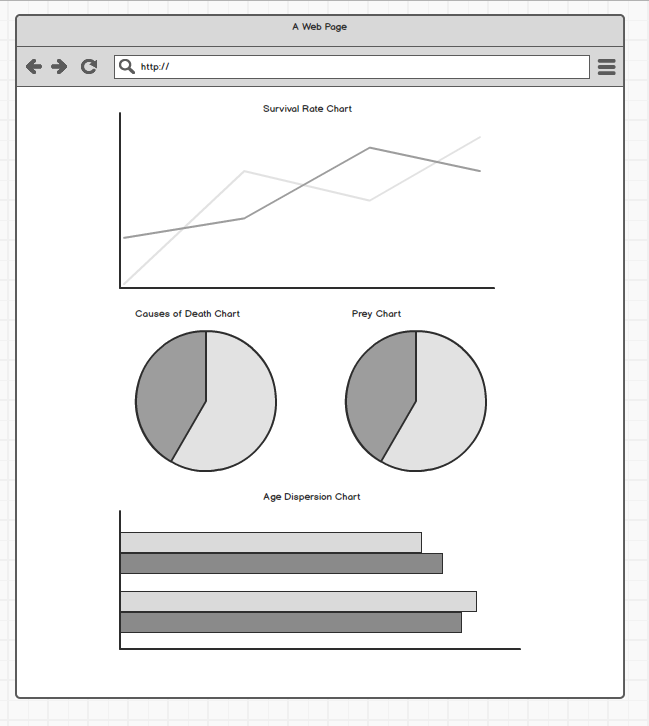 A Web Page
http://
Survival Rate Chart
Causes of Death Chart
Prey Chart
Age Dispersion Chart